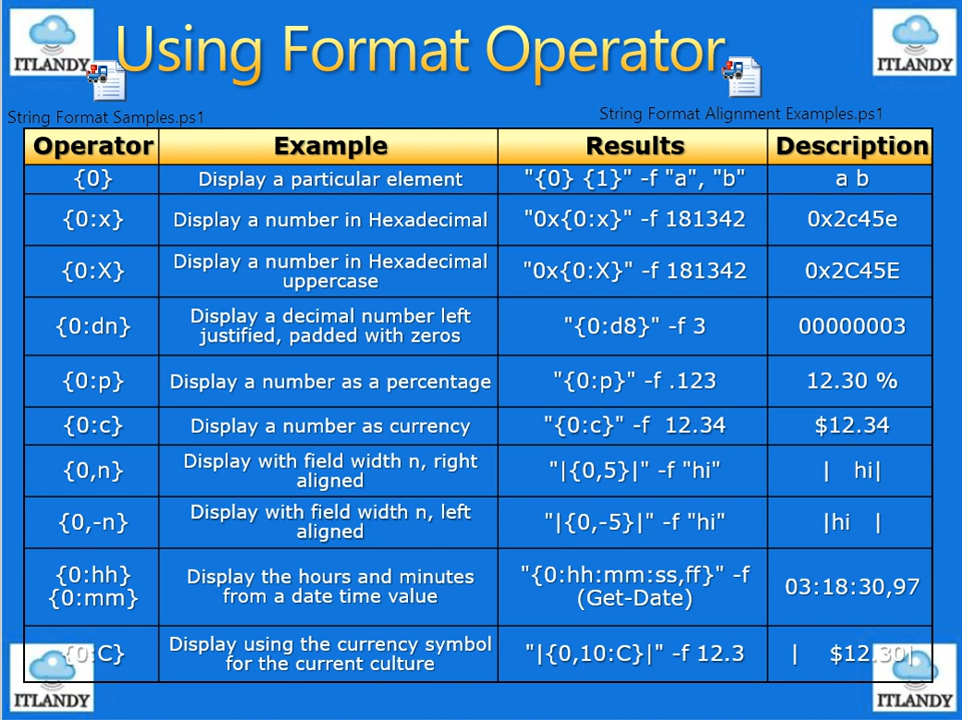 ITLANDY
Using Format Operator
ITLANDY
String Format Samples.ps1
String Format Alignment Examples.ps1
Operator Example Results Description
{0} Display a particular element "{0} {1}" -f "a", "b" a b
{0:x} Display a number in Hexadecimal "0x{0:x}" -f 181342 0x2c45e
{0:X} Display a number in Hexadecimal
uppercase "0x{0:X}" -f 181342 0x2C45E
{0:dn} Display a decimal number left
justified, padded with zeros "{0:d8}" -f 3 00000003
{0:p} Display a number as a percentage "{0:p}" -f .123 12.30 %
{0:c} Display a number as currency "{0:c}" -f  12.34 $12.34
{0,n} Display with field width n, right
aligned "|{0,5}|" -f "hi" |   hi|
{0,-n} Display with field width n, left
aligned "|{0,-5}|" -f "hi" |hi   |
{0:hh}
{0:mm} Display the hours and minutes
from a date time value "{0:hh:mm:ss,ff}" -f
(Get-Date) 03:18:30,97
{0:C} Display using the currency symbol
for the current culture "|{0,10:C}|" -f 12.3 |    $12.30|
ITLANDY
ITLANDY